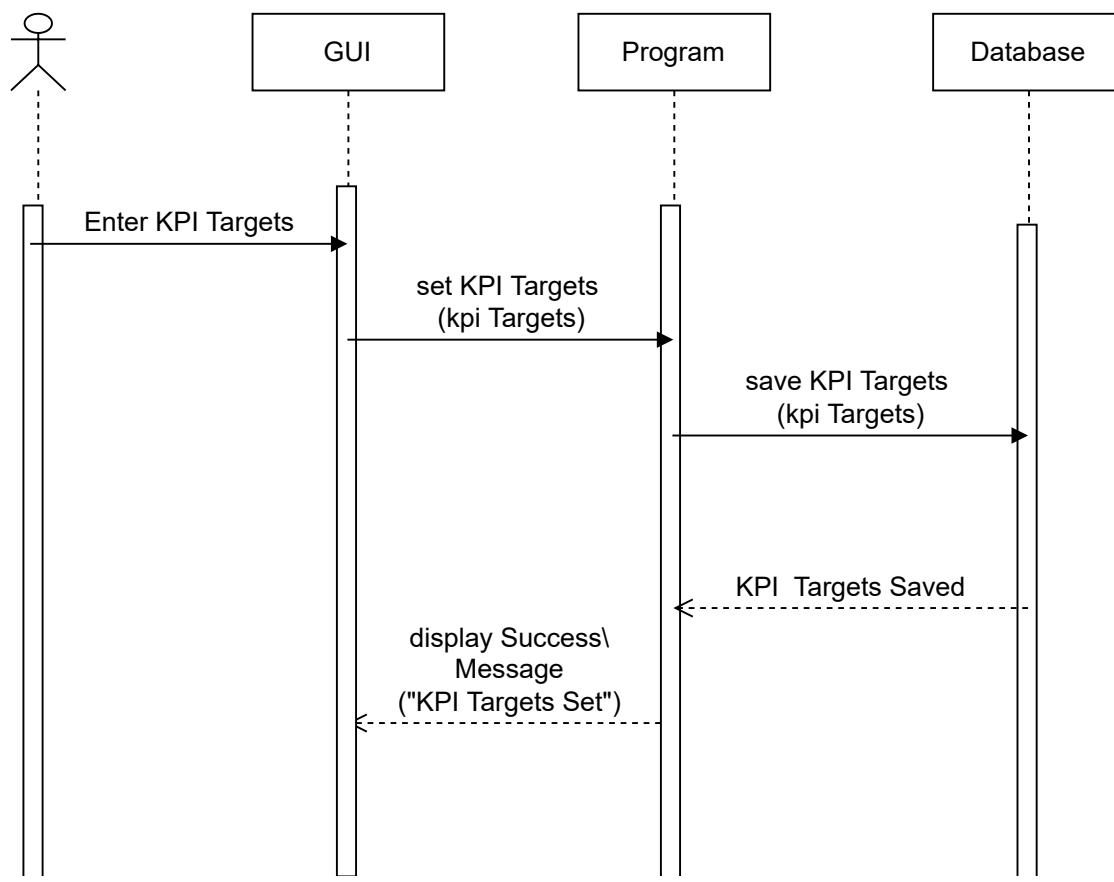 GUI
Program
Database
Enter KPI Targets
set KPI Targets
(kpi Targets)
save KPI Targets
(kpi Targets)
KPI  Targets Saved
display Success\
Message
("KPI Targets Set")